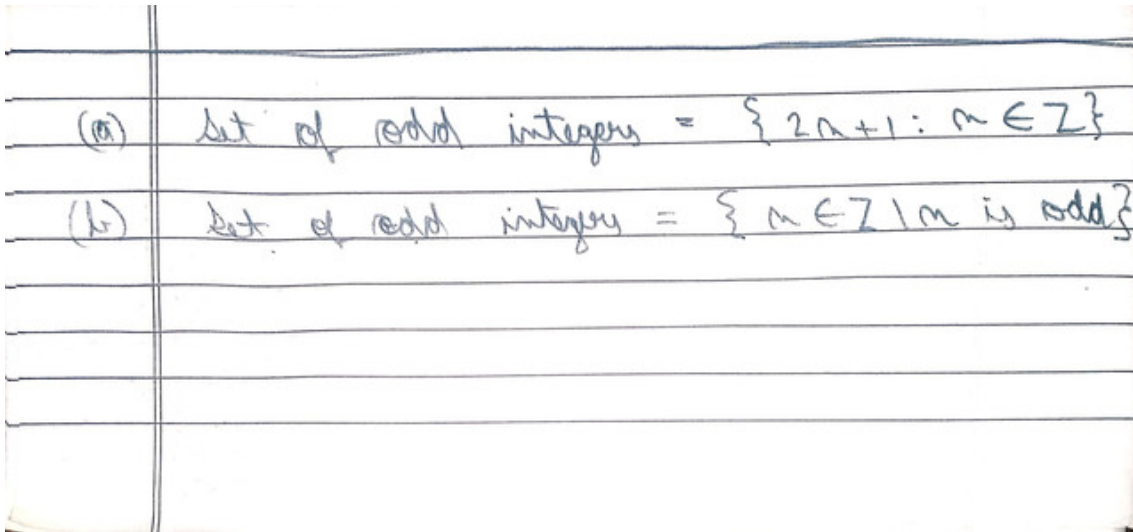 (a) Set of odd integers = { 2n+1 : n ∈ Z}
(b) Set of odd integers = { n ∈ Z | n is odd}